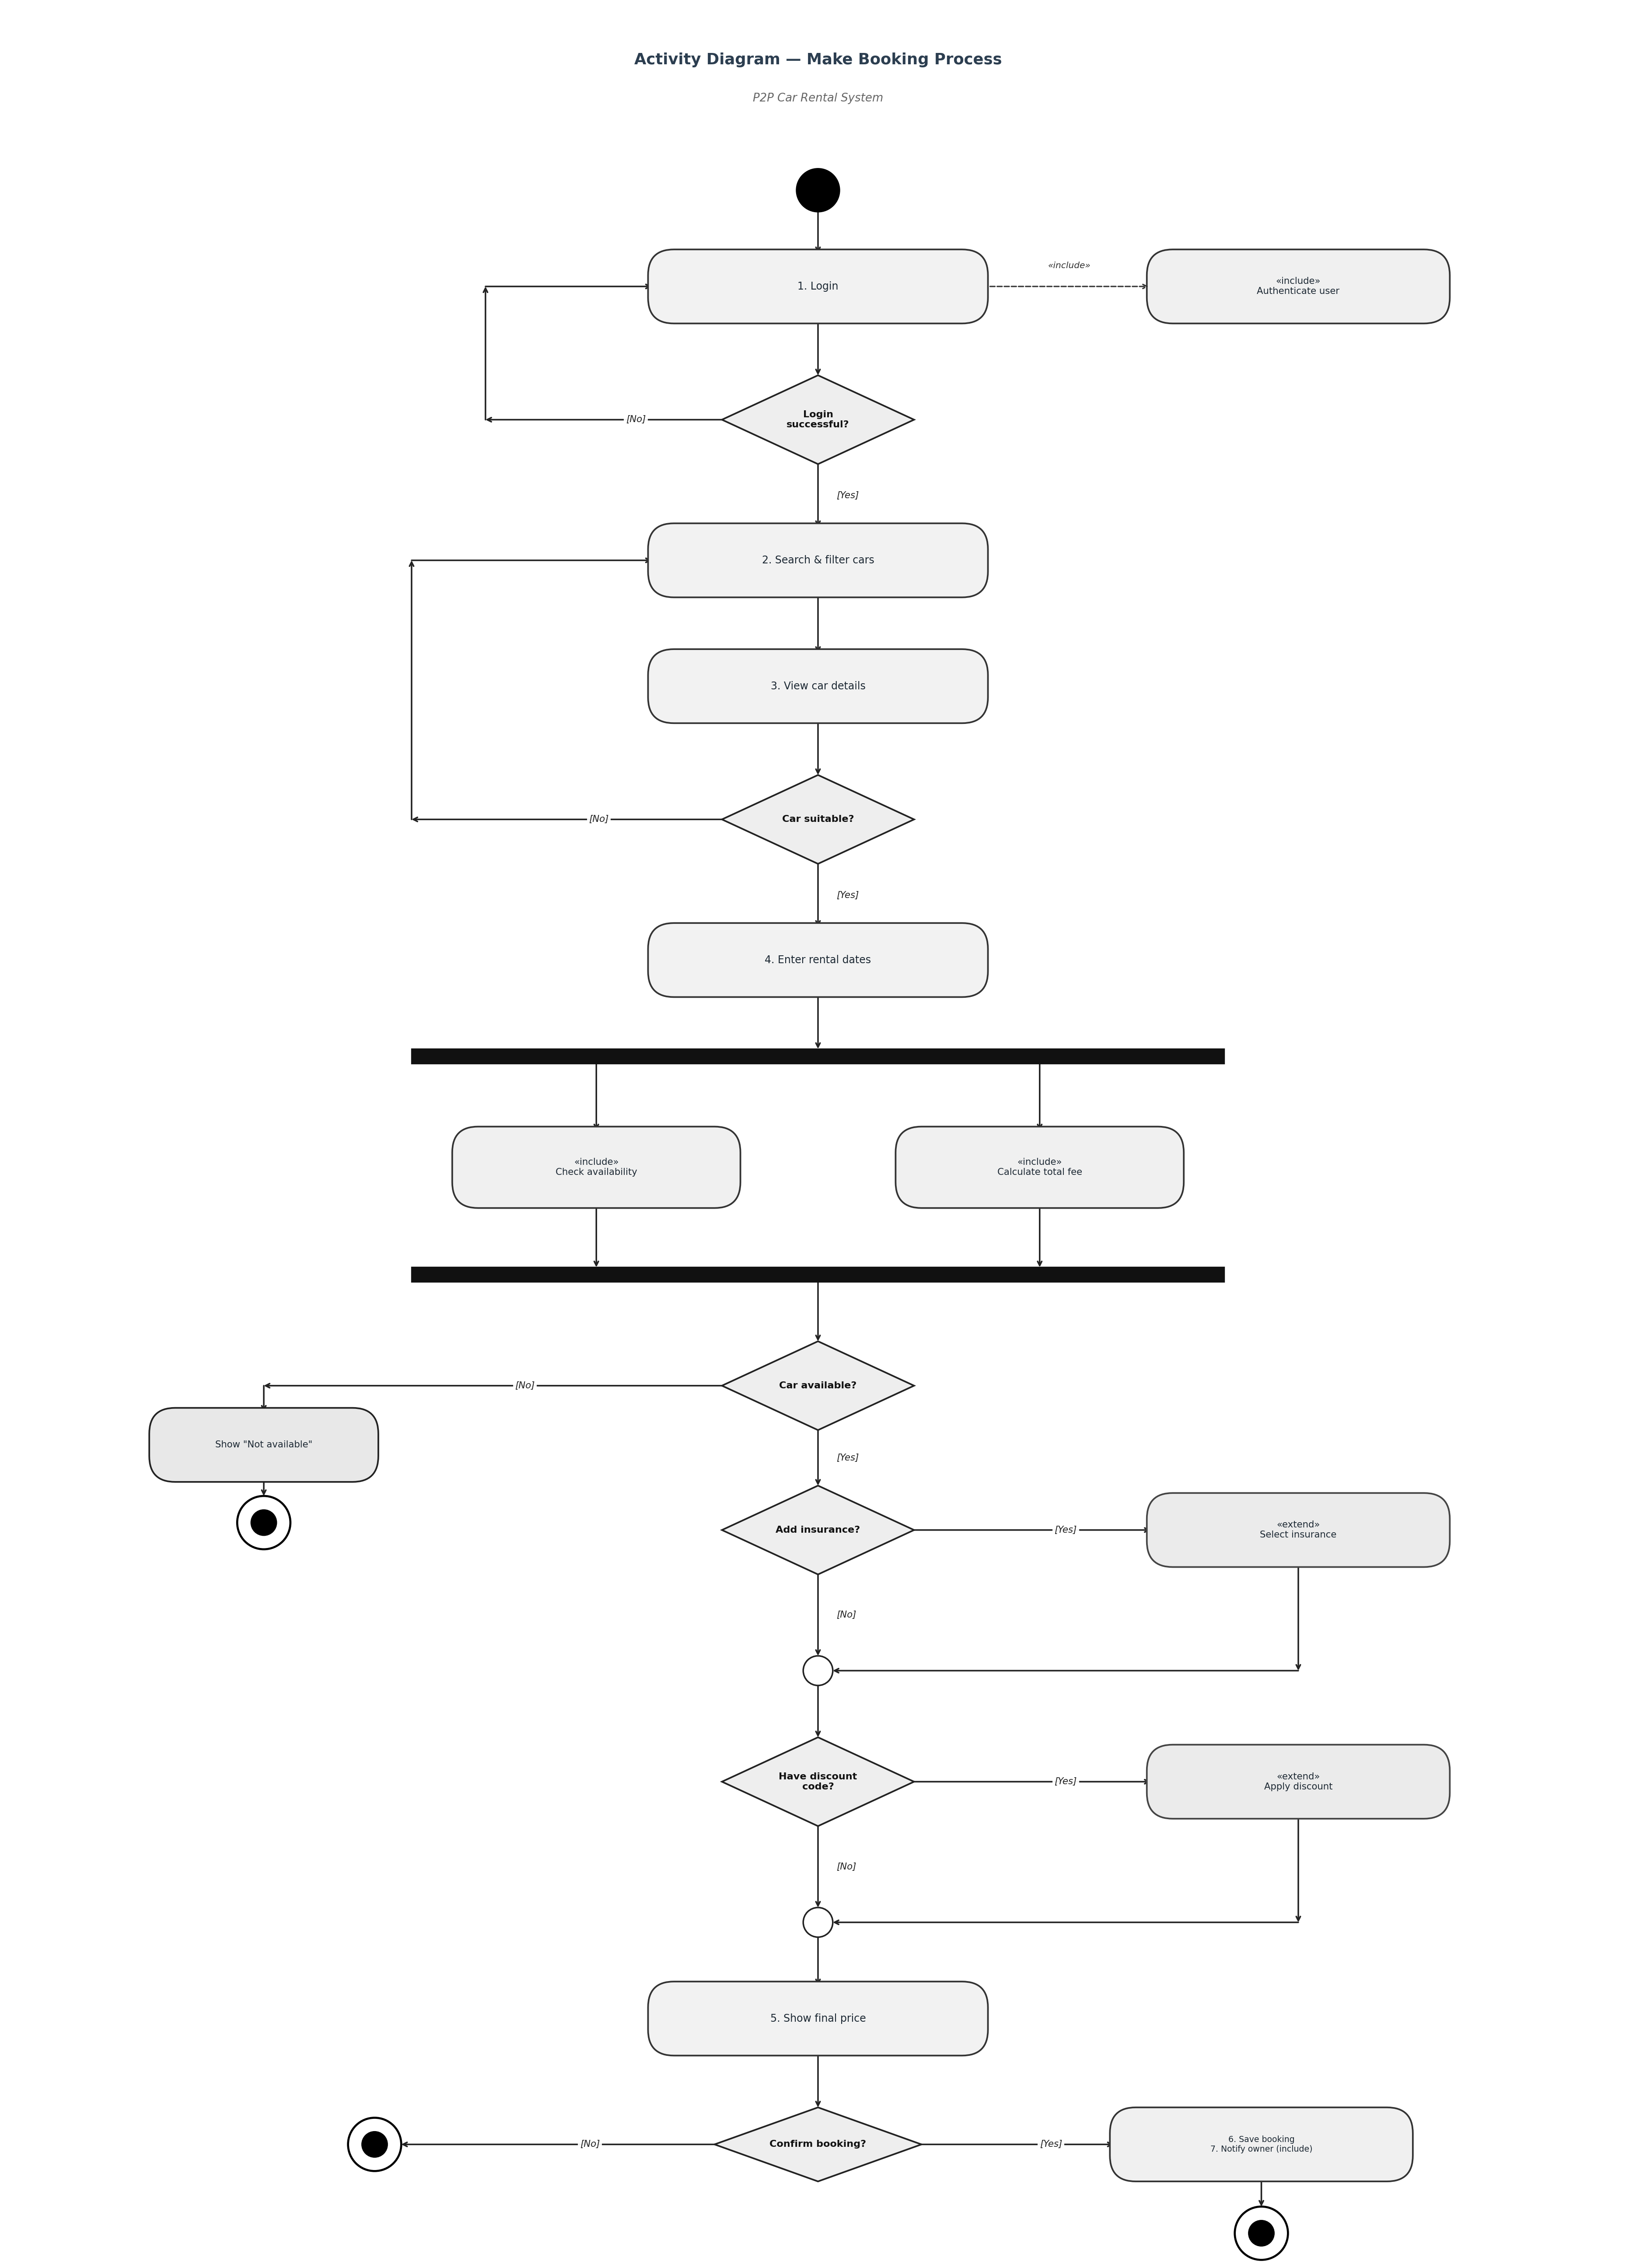 Activity Diagram — Make Booking Process
P2P Car Rental System
1. Login
«include»
«include»
Authenticate user
Login
successful?
[No]
[Yes]
2. Search & filter cars
3. View car details
Car suitable?
[No]
[Yes]
4. Enter rental dates
«include»
Check availability
«include»
Calculate total fee
Car available?
[No]
Show "Not available"
[Yes]
Add insurance?
[Yes]
«extend»
Select insurance
[No]
Have discount
code?
[Yes]
«extend»
Apply discount
[No]
5. Show final price
Confirm booking?
[No]
[Yes]
6. Save booking
7. Notify owner (include)